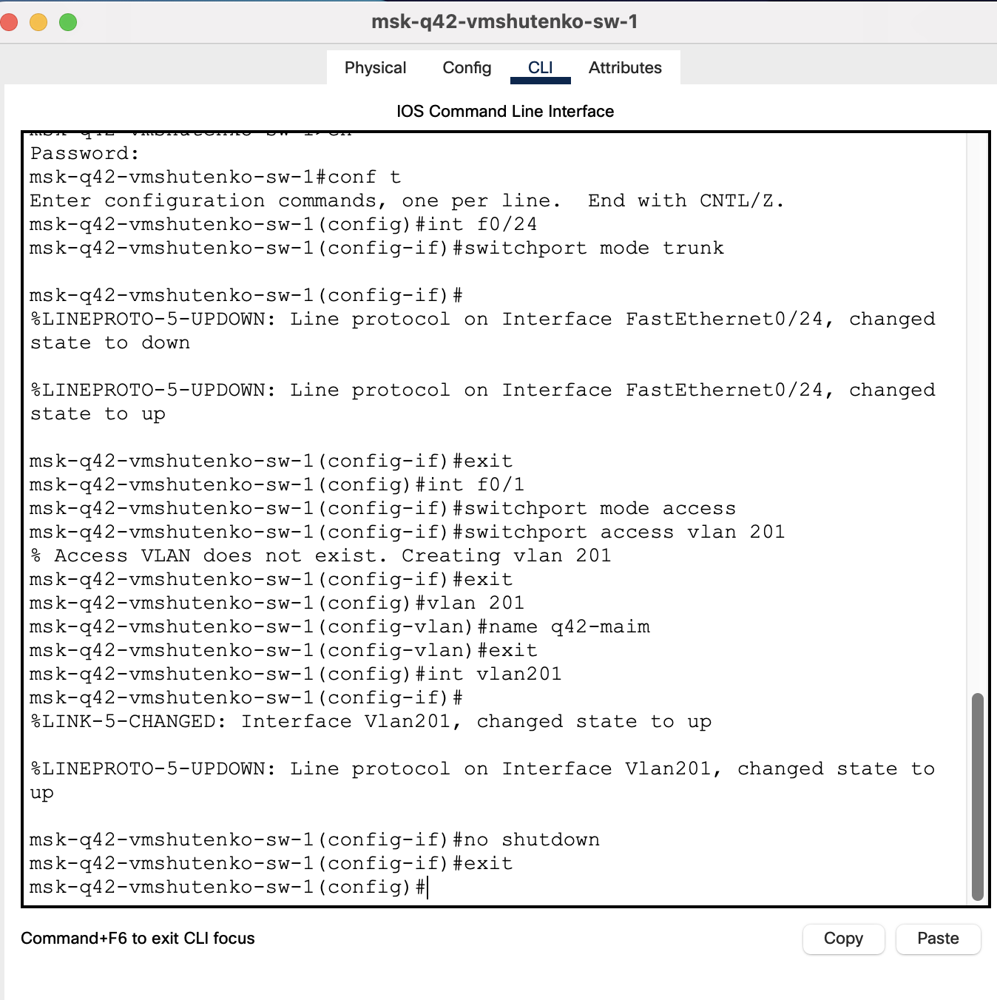 msk-q42-vmshutenko-sw-1
Physical Config CLI Attributes
IOS Command Line Interface
msk-q42-vmshutenko-sw-1>en
Password:
msk-q42-vmshutenko-sw-1#conf t
Enter configuration commands, one per line.  End with CNTL/Z.
msk-q42-vmshutenko-sw-1(config)#int f0/24
msk-q42-vmshutenko-sw-1(config-if)#switchport mode trunk
msk-q42-vmshutenko-sw-1(config-if)#
%LINEPROTO-5-UPDOWN: Line protocol on Interface FastEthernet0/24, changed
state to down
%LINEPROTO-5-UPDOWN: Line protocol on Interface FastEthernet0/24, changed
state to up
msk-q42-vmshutenko-sw-1(config-if)#exit
msk-q42-vmshutenko-sw-1(config)#int f0/1
msk-q42-vmshutenko-sw-1(config-if)#switchport mode access
msk-q42-vmshutenko-sw-1(config-if)#switchport access vlan 201
% Access VLAN does not exist. Creating vlan 201
msk-q42-vmshutenko-sw-1(config-if)#exit
msk-q42-vmshutenko-sw-1(config)#vlan 201
msk-q42-vmshutenko-sw-1(config-vlan)#name q42-maim
msk-q42-vmshutenko-sw-1(config-vlan)#exit
msk-q42-vmshutenko-sw-1(config)#int vlan201
msk-q42-vmshutenko-sw-1(config-if)#
%LINK-5-CHANGED: Interface Vlan201, changed state to up
%LINEPROTO-5-UPDOWN: Line protocol on Interface Vlan201, changed state to
up
msk-q42-vmshutenko-sw-1(config-if)#no shutdown
msk-q42-vmshutenko-sw-1(config-if)#exit
msk-q42-vmshutenko-sw-1(config)#
Command+F6 to exit CLI focus
Copy Paste